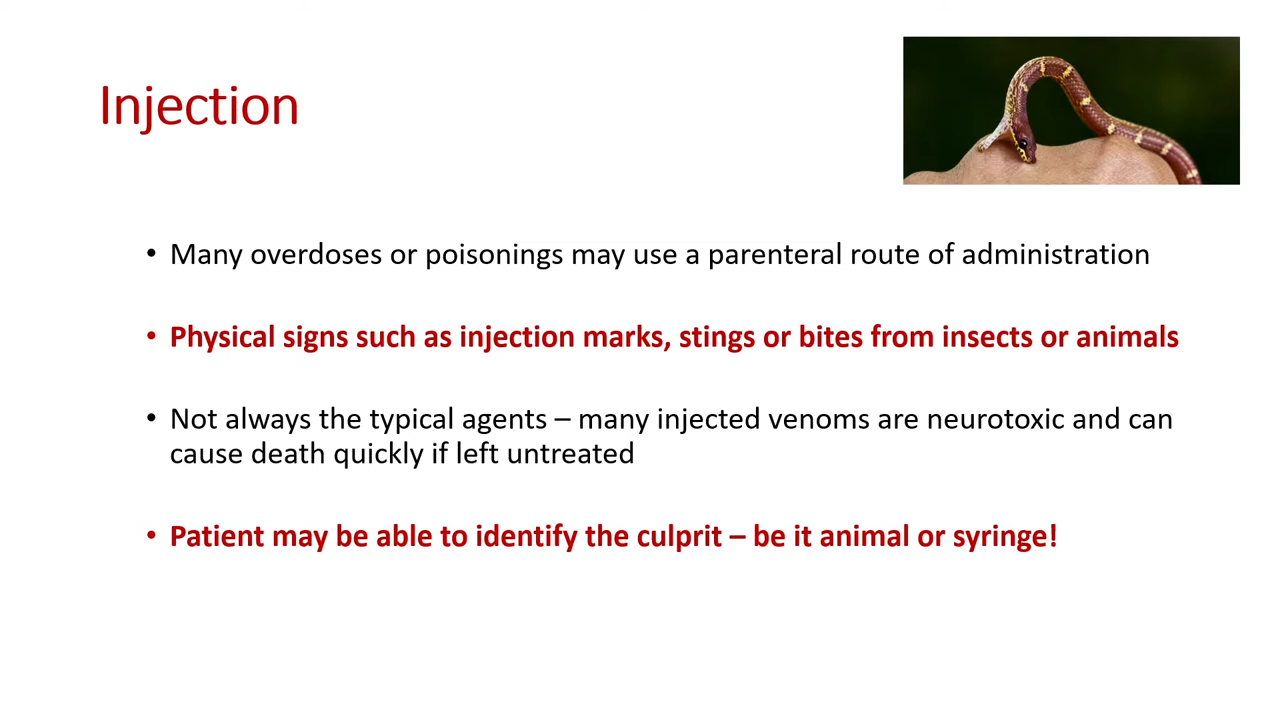 Injection
• Many overdoses or poisonings may use a parenteral route of administration
• Physical signs such as injection marks, stings or bites from insects or animals
• Not always the typical agents – many injected venoms are neurotoxic and can
cause death quickly if left untreated
• Patient may be able to identify the culprit – be it animal or syringe!